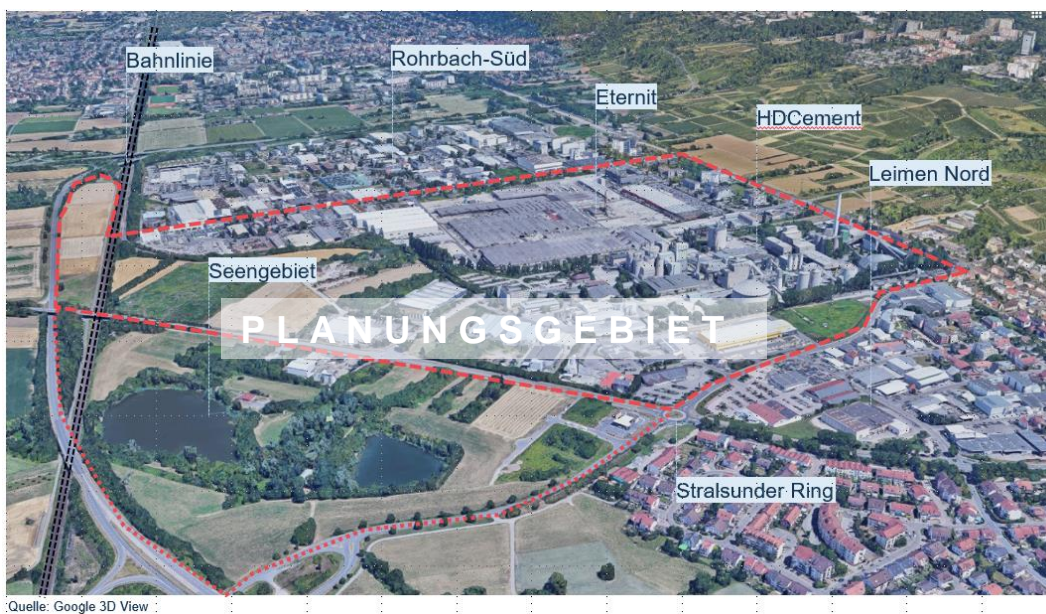 Bahnlinie
Rohrbach-Süd
Eternit
HDCement
Leimen Nord
Seengebiet
PLANUNGSGEBIET
Stralsunder Ring
Quelle: Google 3D View